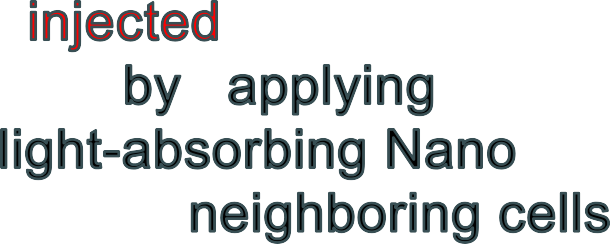 injected
by applying
light-absorbing Nano
neighboring cells